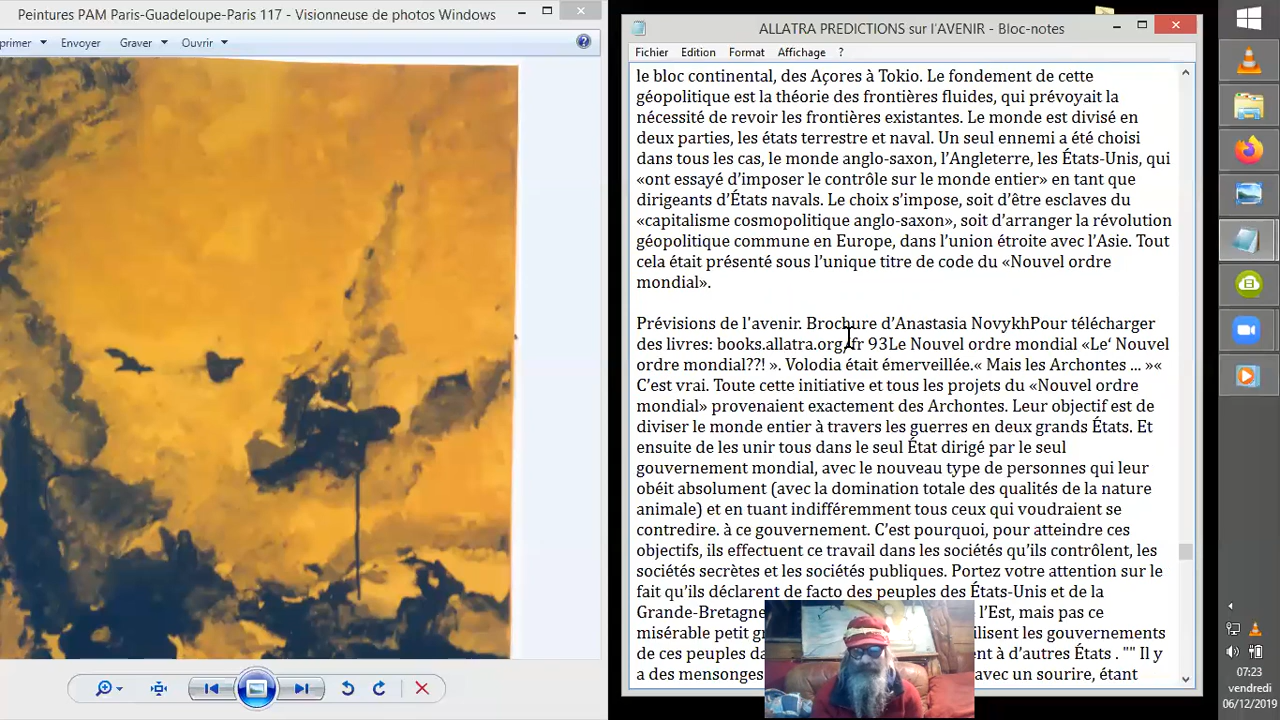 Peintures PAM Paris-Guadeloupe-Paris 117 - Visionneuse de photos Windows
primer
Envoyer
Graver
Ouvrir
ALLATRA PREDICTIONS sur l'AVENIR - Bloc-notes
Fichier Edition Format Affichage ?
le bloc continental, des Açores à Tokio. Le fondement de cette
géopolitique est la théorie des frontières fluides, qui prévoyait la
nécessité de revoir les frontières existantes. Le monde est divisé en
deux parties, les états terrestre et naval. Un seul ennemi a été choisi
dans tous les cas, le monde anglo-saxon, l’Angleterre, les États-Unis, qui
«ont essayé d’imposer le contrôle sur le monde entier» en tant que
dirigeants d’États navals. Le choix s’impose, soit d’être esclaves du
«capitalisme cosmopolitique anglo-saxon», soit d’arranger la révolution
géopolitique commune en Europe, dans l’union étroite avec l’Asie. Tout
cela était présenté sous l’unique titre de code du «Nouvel ordre
mondial».
Prévisions de l'avenir. Brochure d’Anastasia NovykhPour télécharger
des livres: books.allatra.org/fr 93Le Nouvel ordre mondial «Le‘ Nouvel
ordre mondial??! ». Volodia était émerveillée.« Mais les Archontes ... »«
C’est vrai. Toute cette initiative et tous les projets du «Nouvel ordre
mondial» provenaient exactement des Archontes. Leur objectif est de
diviser le monde entier à travers les guerres en deux grands États. Et
ensuite de les unir tous dans le seul État dirigé par le seul
gouvernement mondial, avec le nouveau type de personnes qui leur
obéit absolument (avec la domination totale des qualités de la nature
animale) et en tuant indifféremment tous ceux qui voudraient se
contredire. à ce gouvernement. C’est pourquoi, pour atteindre ces
objectifs, ils effectuent ce travail dans les sociétés qu’ils contrôlent, les
sociétés secrètes et les sociétés publiques. Portez votre attention sur le
fait qu’ils déclarent de facto des peuples des États-Unis et de la
Grande-Bretagne l’Est, mais pas ce
misérable petit les gouvernements
de ces peuples à d’autres États . "" Il y
a des mensonges avec un sourire, étant
07:23
vendredi
06/12/2019